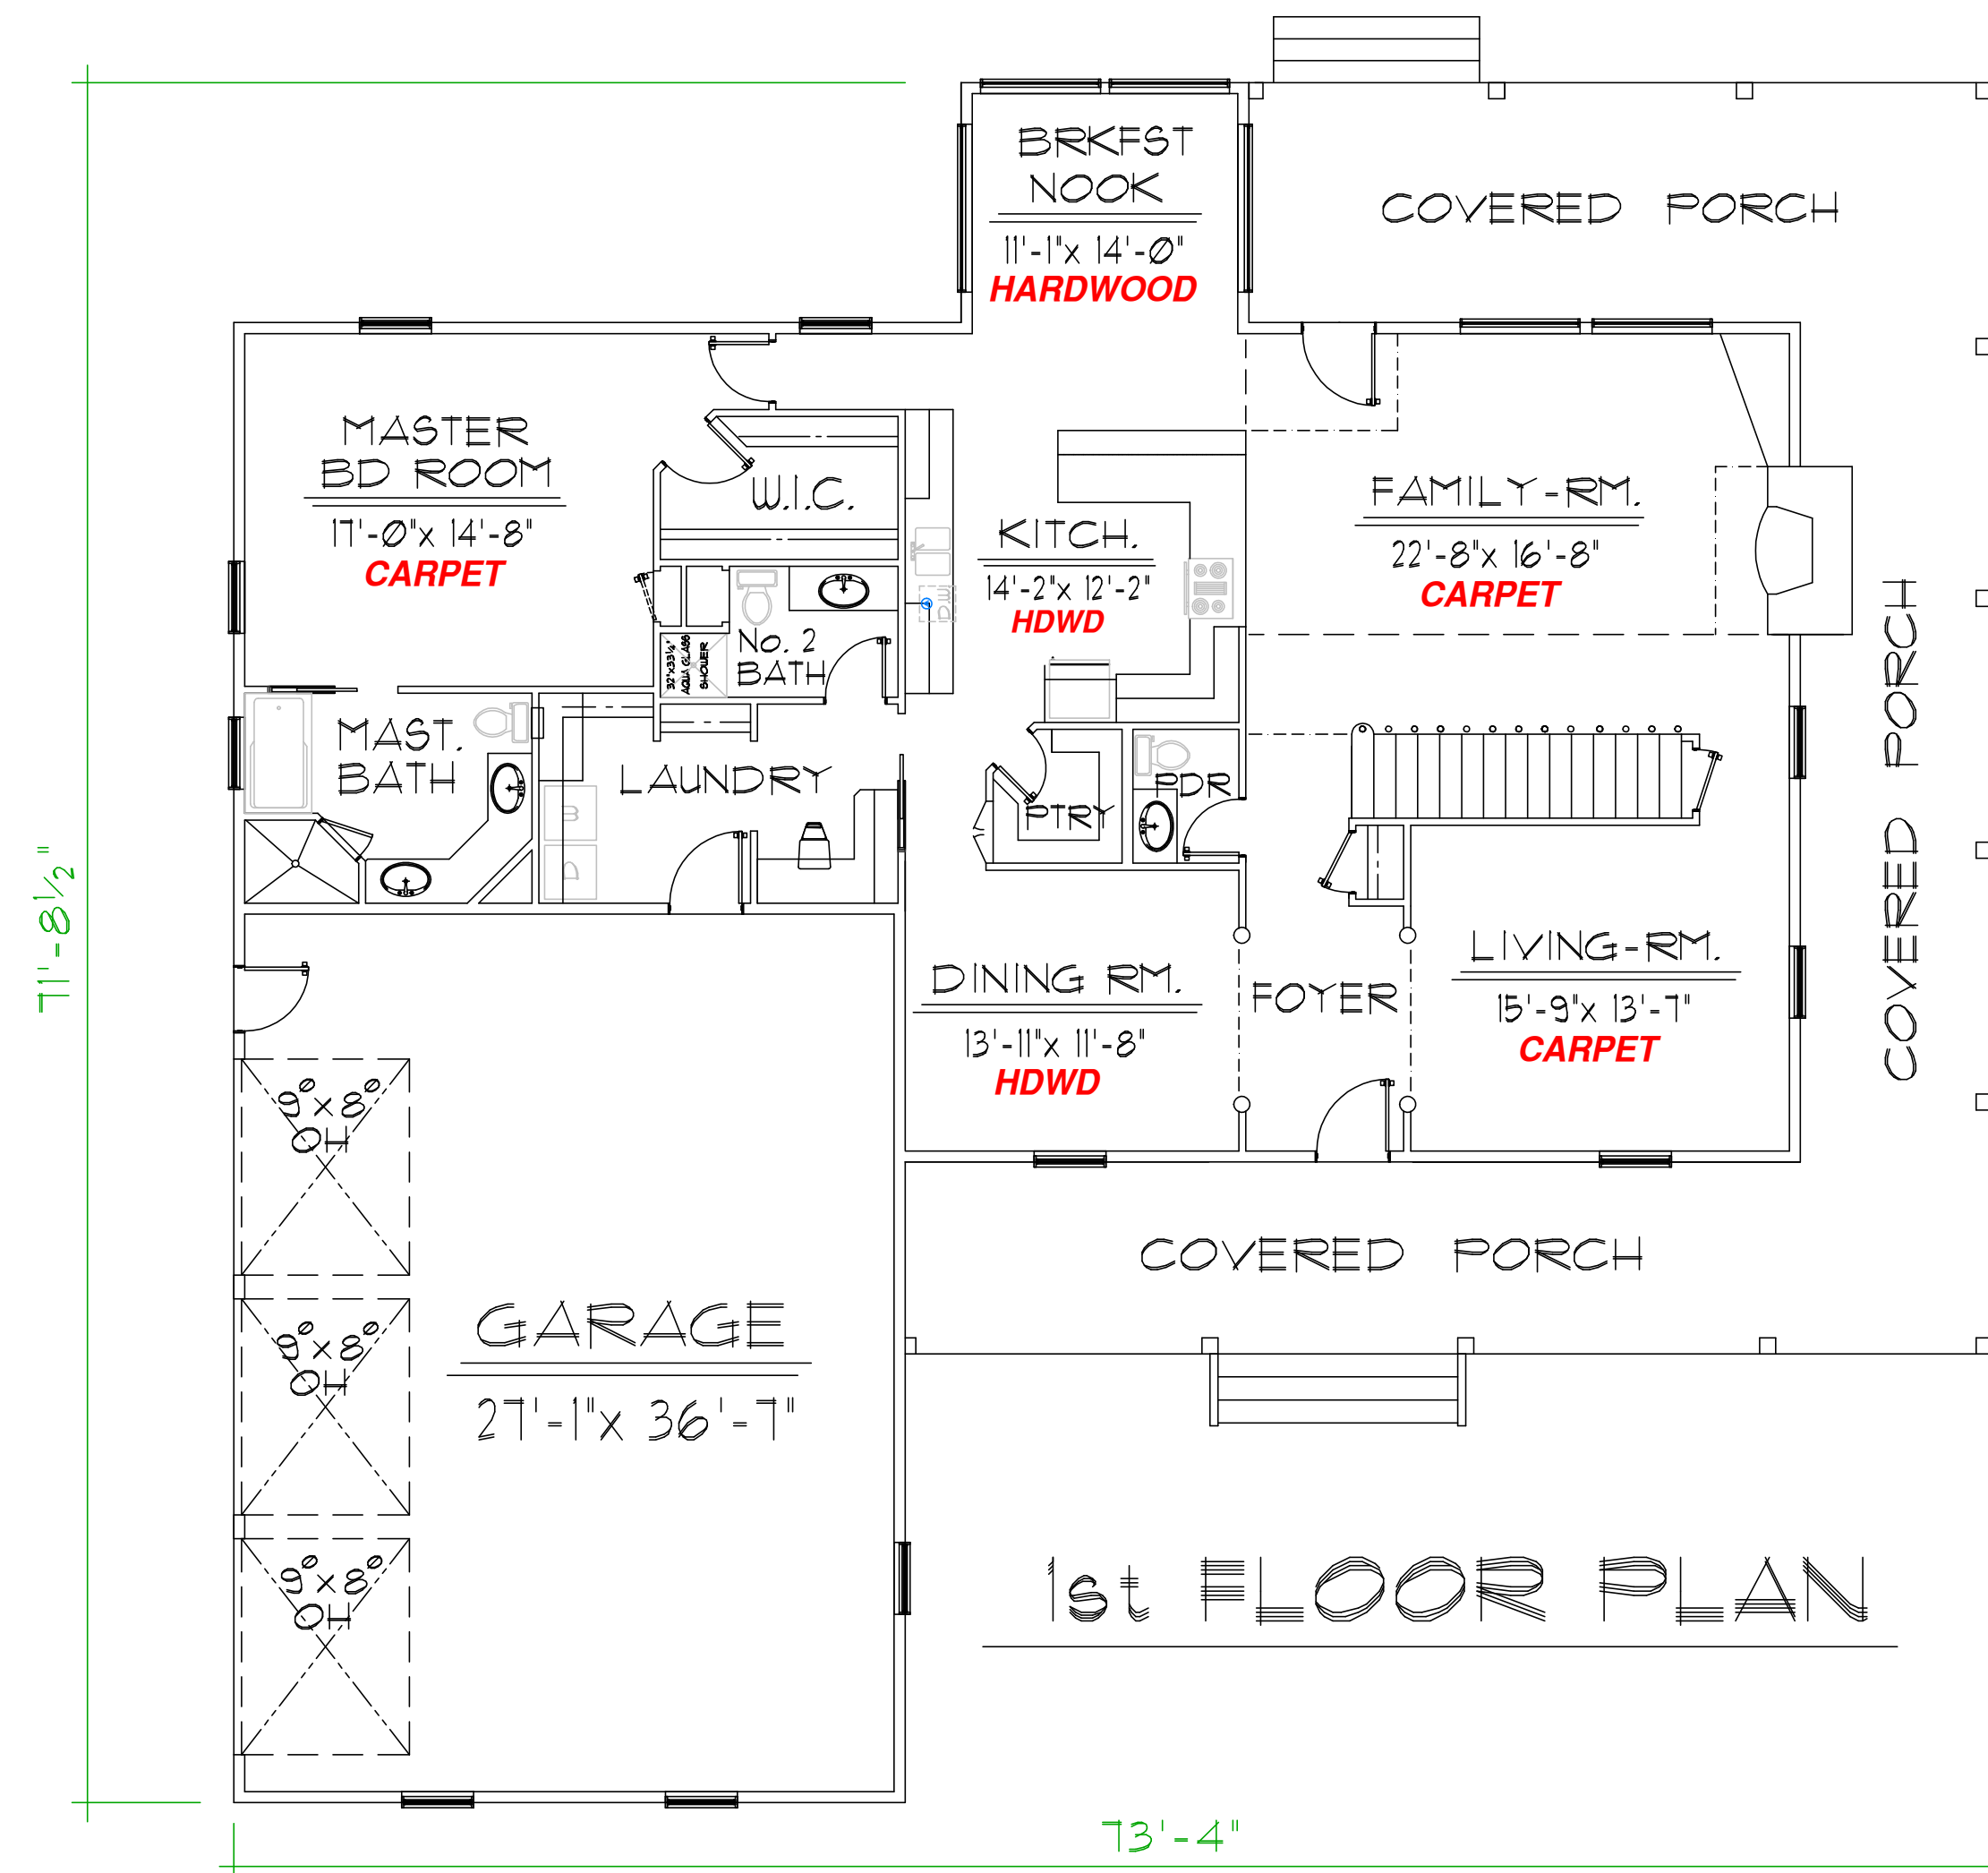 BRKFST
NOOK
11'-1"x 14'-0"
HARDWOOD
COVERED PORCH
MASTER
BD ROOM
17'-0"x 14'-8"
CARPET
W.I.C.
KITCH.
14'-2"x 12'-2"
HDWD
DW
FAMILY-RM.
22'-8"x 16'-8"
CARPET
No. 2
BATH
32"x33½"
AQUA GLASS
SHOWER
MAST.
BATH
LAUNDRY
W
D
PTRY
PDR
COVERED PORCH
71'-8½"
DINING RM.
13'-11"x 11'-8"
HDWD
FOYER
LIVING-RM.
15'-9"x 13'-7"
CARPET
9⁰x8⁰
OH
COVERED PORCH
GARAGE
27'-1"x 36'-7"
9⁰x8⁰
OH
9⁰x8⁰
OH
1st FLOOR PLAN
73'-4"